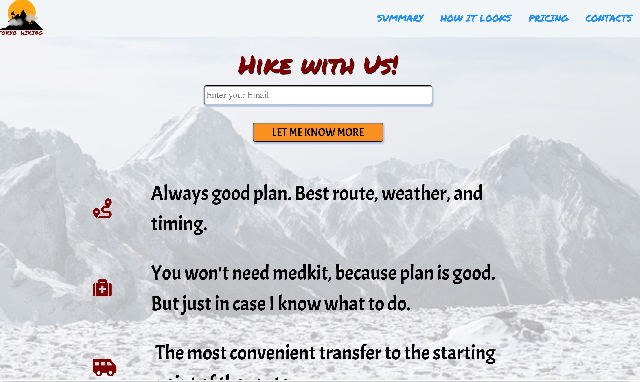 TOKYO HIKING
SUMMARY HOW IT LOOKS PRICING CONTACTS
Hike with Us!
Enter your Email
LET ME KNOW MORE
Always good plan. Best route, weather, and
timing.
You won't need medkit, because plan is good.
But just in case I know what to do.
The most convenient transfer to the starting